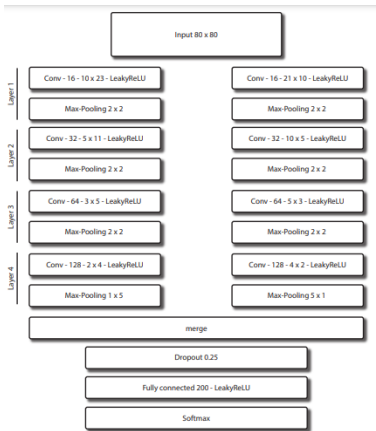 Input 80 x 80
Layer 1
Conv - 16 - 10 x 23 - LeakyReLU
Conv - 16 - 21 x 10 - LeakyReLU
Max-Pooling 2 x 2
Max-Pooling 2 x 2
Layer 2
Conv - 32 - 5 x 11 - LeakyReLU
Conv - 32 - 10 x 5 - LeakyReLU
Max-Pooling 2 x 2
Max-Pooling 2 x 2
Layer 3
Conv - 64 - 3 x 5 - LeakyReLU
Conv - 64 - 5 x 3 - LeakyReLU
Max-Pooling 2 x 2
Max-Pooling 2 x 2
Layer 4
Conv - 128 - 2 x 4 - LeakyReLU
Conv - 128 - 4 x 2 - LeakyReLU
Max-Pooling 1 x 5
Max-Pooling 5 x 1
merge
Dropout 0.25
Fully connected 200 - LeakyReLU
Softmax